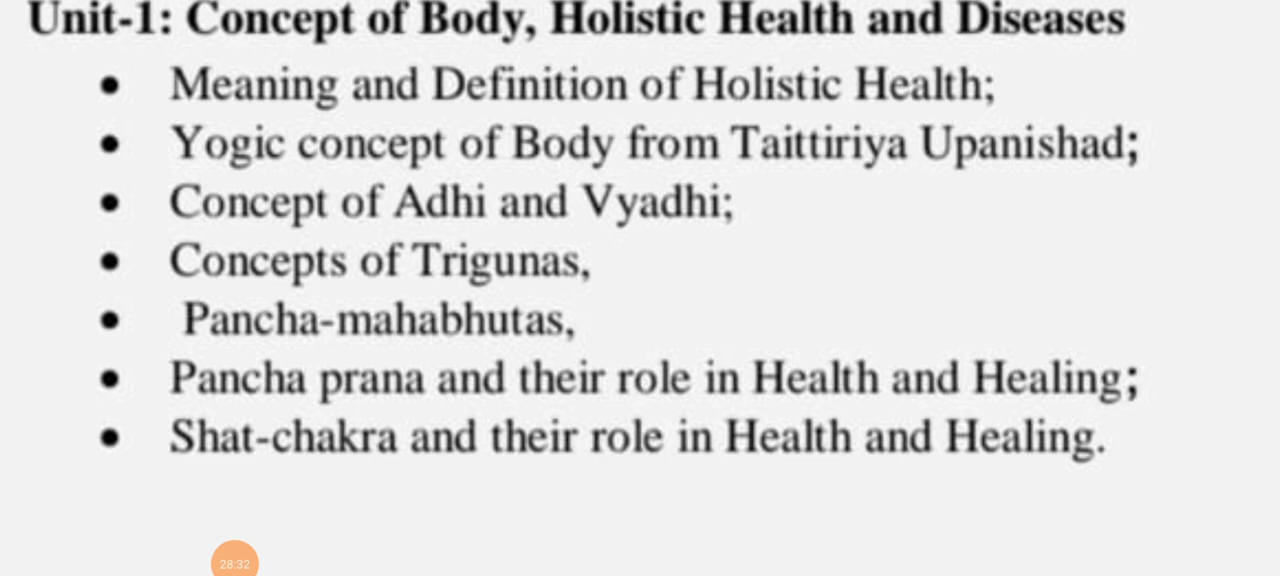 Unit-1: Concept of Body, Holistic Health and Diseases
• Meaning and Definition of Holistic Health;
• Yogic concept of Body from Taittiriya Upanishad;
• Concept of Adhi and Vyadhi;
• Concepts of Trigunas,
• Pancha-mahabhutas,
• Pancha prana and their role in Health and Healing;
• Shat-chakra and their role in Health and Healing.
28:32